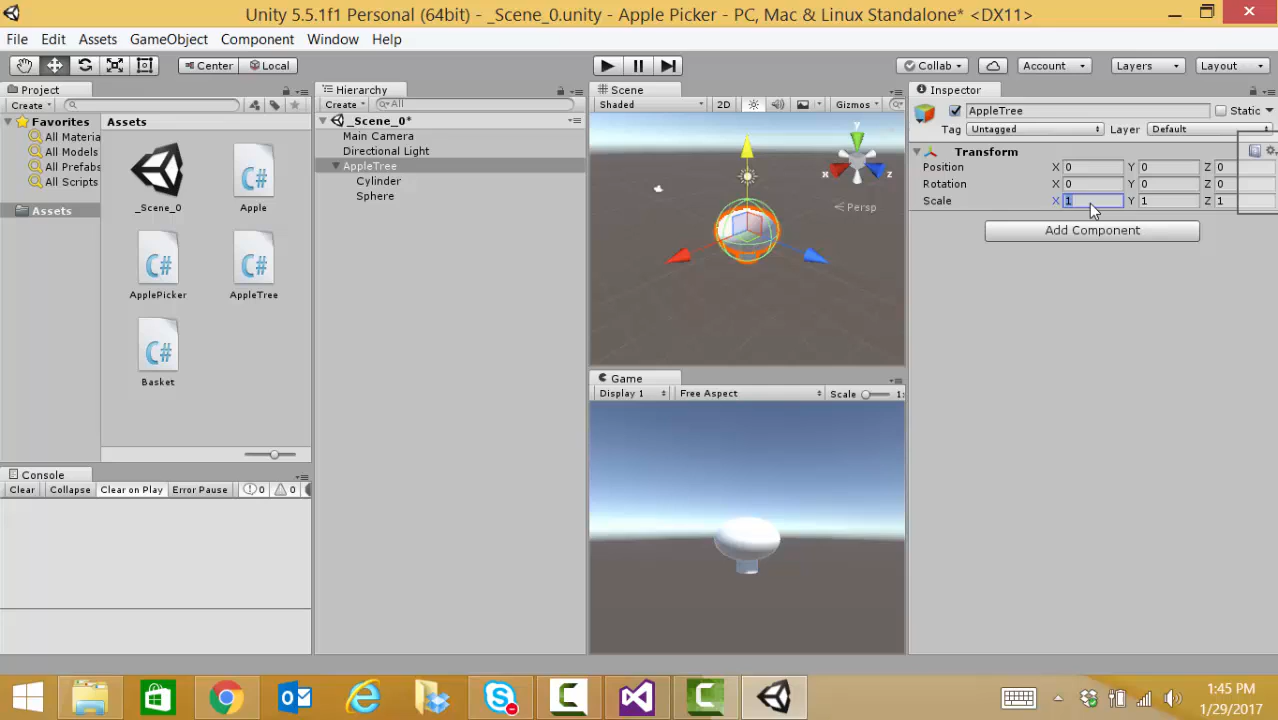 Unity 5.5.1f1 Personal (64bit) - _Scene_0.unity - Apple Picker - PC, Mac & Linux Standalone* <DX11>
File Edit Assets GameObject Component Window Help
Center Local Collab Account Layers Layout
Project
Create
Favorites
All Materia
All Models
All Prefabs
All Scripts
Assets
Assets
_Scene_0 Apple
ApplePicker AppleTree
Basket
Console
Clear Collapse Clear on Play Error Pause 0 0
Hierarchy
Create All
_Scene_0*
Main Camera
Directional Light
AppleTree
Cylinder
Sphere
Scene
Shaded 2D Gizmos
y
x z
Persp
Game
Display 1 Free Aspect Scale 1:
Inspector
AppleTree Static
Tag Untagged Layer Default
Transform
Position X 0 Y 0 Z 0
Rotation X 0 Y 0 Z 0
Scale X 1 Y 1 Z 1
Add Component
1:45 PM
1/29/2017